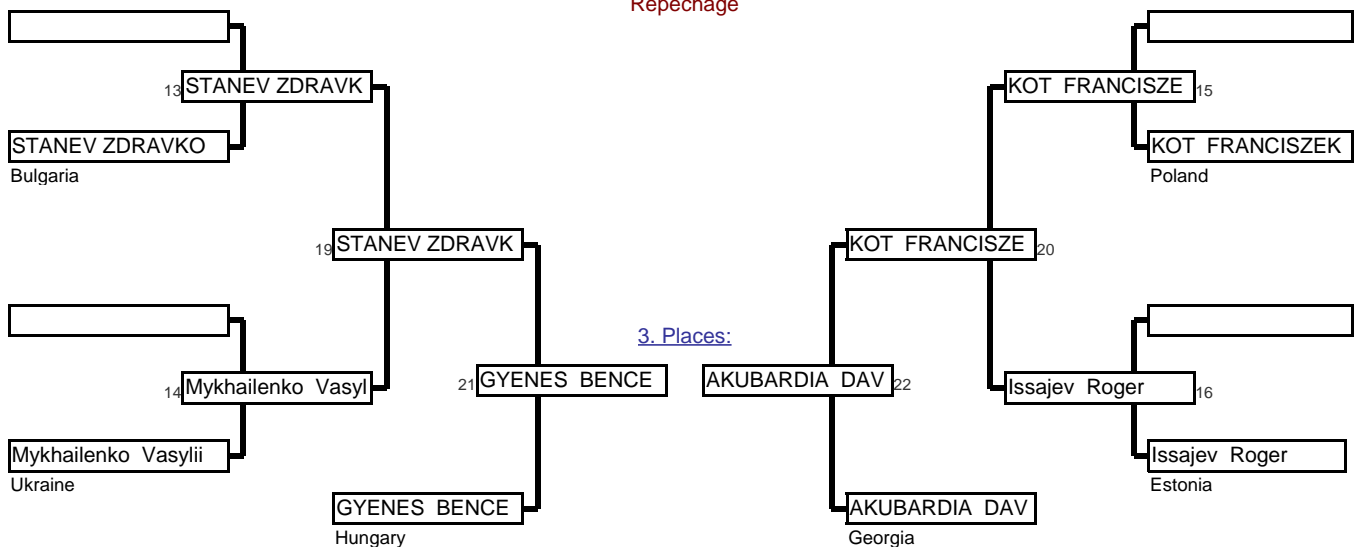 Repechage
13 STANEV ZDRAVK
KOT FRANCISZE 15
STANEV ZDRAVKO
Bulgaria
KOT FRANCISZEK
Poland
19 STANEV ZDRAVK
KOT FRANCISZE 20
3. Places:
14 Mykhailenko Vasyl
21 GYENES BENCE
AKUBARDIA DAV 22
Issajev Roger 16
Mykhailenko Vasylii
Ukraine
Issajev Roger
Estonia
GYENES BENCE
Hungary
AKUBARDIA DAV
Georgia